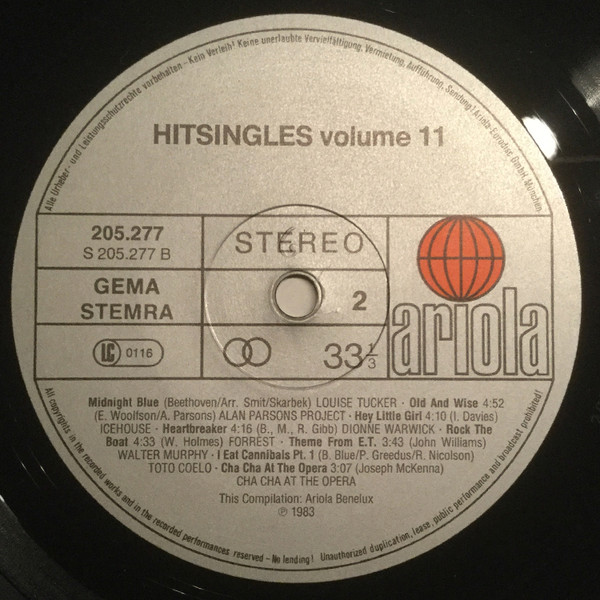 Alle Urheber- und Leistungsschutzrechte vorbehalten - Kein Verleih! Keine unerlaubte Vervielfältigung, Vermietung, Aufführung, Sendung! Ariola-Eurodisc GmbH, München
HITSINGLES volume 11
205.277
S 205.277 B
STEREO
GEMA
STEMRA
2
ariola
LC 0116
33 1/3
Midnight Blue (Beethoven/Arr. Smit/Skarbek) LOUISE TUCKER · Old And Wise 4:52
(E. Woolfson/A. Parsons) ALAN PARSONS PROJECT · Hey Little Girl 4:10 (I. Davies)
ICEHOUSE · Heartbreaker 4:16 (B., M., R. Gibb) DIONNE WARWICK · Rock The
Boat 4:33 (W. Holmes) FORREST · Theme From E.T. 3:43 (John Williams)
WALTER MURPHY · I Eat Cannibals Pt. 1 (B. Blue/P. Greedus/R. Nicolson)
TOTO COELO · Cha Cha At The Opera 3:07 (Joseph McKenna)
CHA CHA AT THE OPERA
This Compilation: Ariola Benelux
℗ 1983
All copyrights in the recorded works and in the recorded performances reserved - No lending! Unauthorized duplication, lease, public performance and broadcast prohibited!